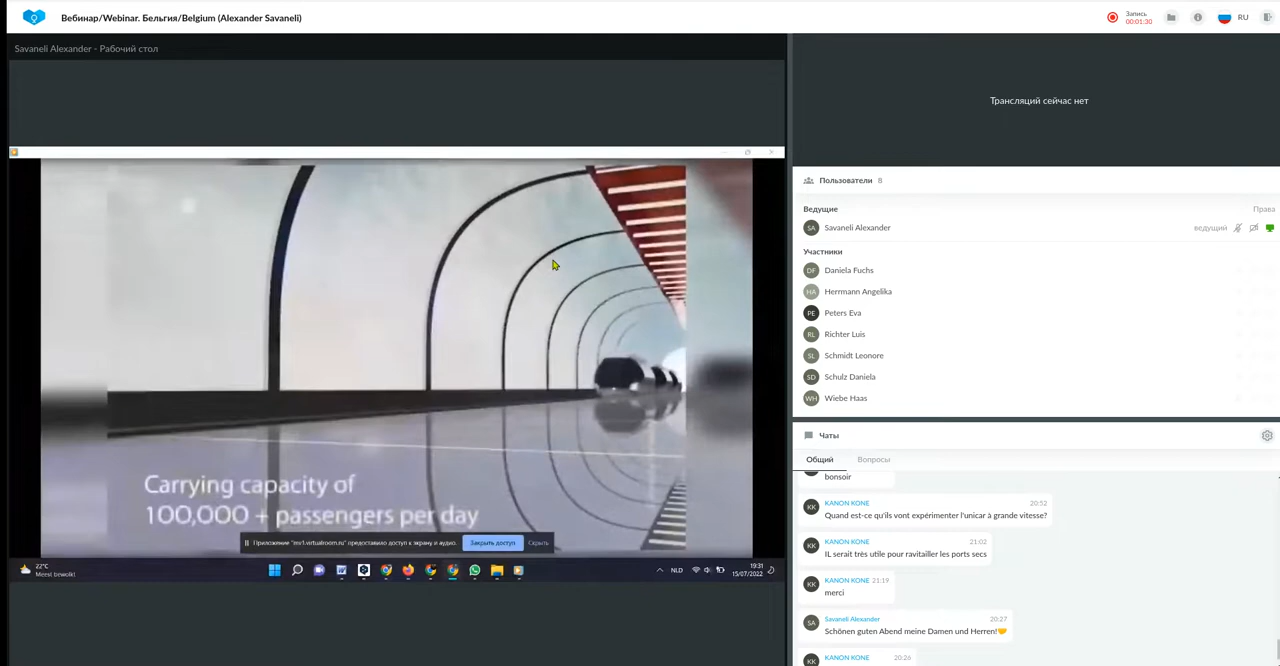 Вебинар/Webinar. Бельгия/Belgium (Alexander Savaneli)
Запись
00:01:30
RU
Savaneli Alexander - Рабочий стол
Carrying capacity of
100,000 + passengers per day
Приложение "mr1.virtualroom.ru" предоставило доступ к экрану и аудио.
Закрыть доступ
Скрыть
22°C
Meest bewolkt
NLD
19:31
15/07/2022
Трансляций сейчас нет
Пользователи 8
Ведущие
Права
SA Savaneli Alexander
ведущий
Участники
DF Daniela Fuchs
HA Herrmann Angelika
PE Peters Eva
RL Richter Luis
SL Schmidt Leonore
SD Schulz Daniela
WH Wiebe Haas
Чаты
Общий Вопросы
bonsoir
KK KANON KONE 20:52
Quand est-ce qu'ils vont expérimenter l'unicar à grande vitesse?
KK KANON KONE 21:02
IL serait très utile pour ravitailler les ports secs
KK KANON KONE 21:19
merci
SA Savaneli Alexander 20:27
Schönen guten Abend meine Damen und Herren!🤝
KK KANON KONE 20:26